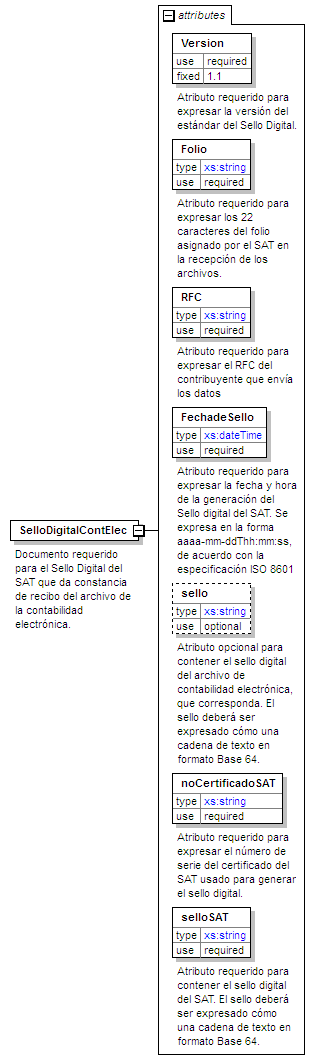 attributes
Version
use required
fixed 1.1
Atributo requerido para
expresar la versión del
estándar del Sello Digital.
Folio
type xs:string
use required
Atributo requerido para
expresar los 22
caracteres del folio
asignado por el SAT en
la recepción de los
archivos.
RFC
type xs:string
use required
Atributo requerido para
expresar el RFC del
contribuyente que envía
los datos
FechadeSello
type xs:dateTime
use required
Atributo requerido para
expresar la fecha y hora
de la generación del
Sello digital del SAT. Se
expresa en la forma
aaaa-mm-ddThh:mm:ss,
de acuerdo con la
especificación ISO 8601
SelloDigitalContElec
Documento requerido
para el Sello Digital del
SAT que da constancia
de recibo del archivo de
la contabilidad
electrónica.
sello
type xs:string
use optional
Atributo opcional para
contener el sello digital
del archivo de
contabilidad electrónica,
que corresponda. El
sello deberá ser
expresado cómo una
cadena de texto en
formato Base 64.
noCertificadoSAT
type xs:string
use required
Atributo requerido para
expresar el número de
serie del certificado del
SAT usado para generar
el sello digital.
selloSAT
type xs:string
use required
Atributo requerido para
contener el sello digital
del SAT. El sello deberá
ser expresado cómo
una cadena de texto en
formato Base 64.